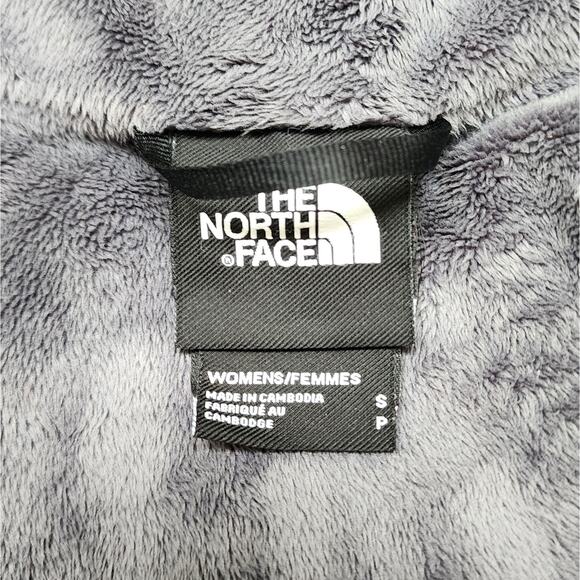 THE
NORTH
FACE
WOMENS/FEMMES
MADE IN CAMBODIA
FABRIQUÉ AU
CAMBODGE
S
P